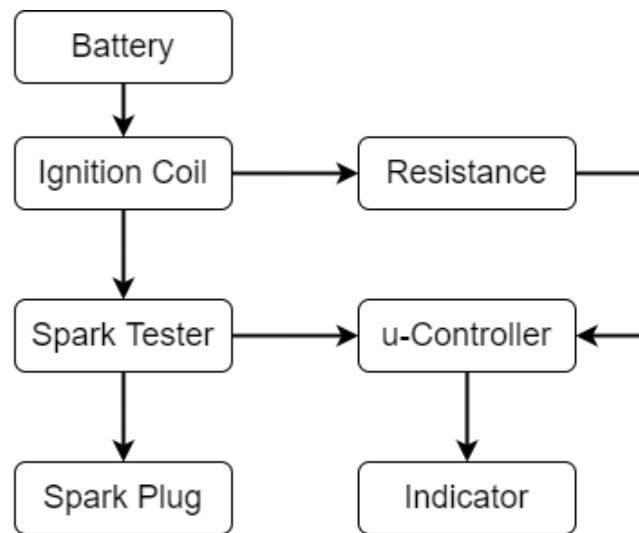 Battery
Ignition Coil
Resistance
Spark Tester
u-Controller
Spark Plug
Indicator